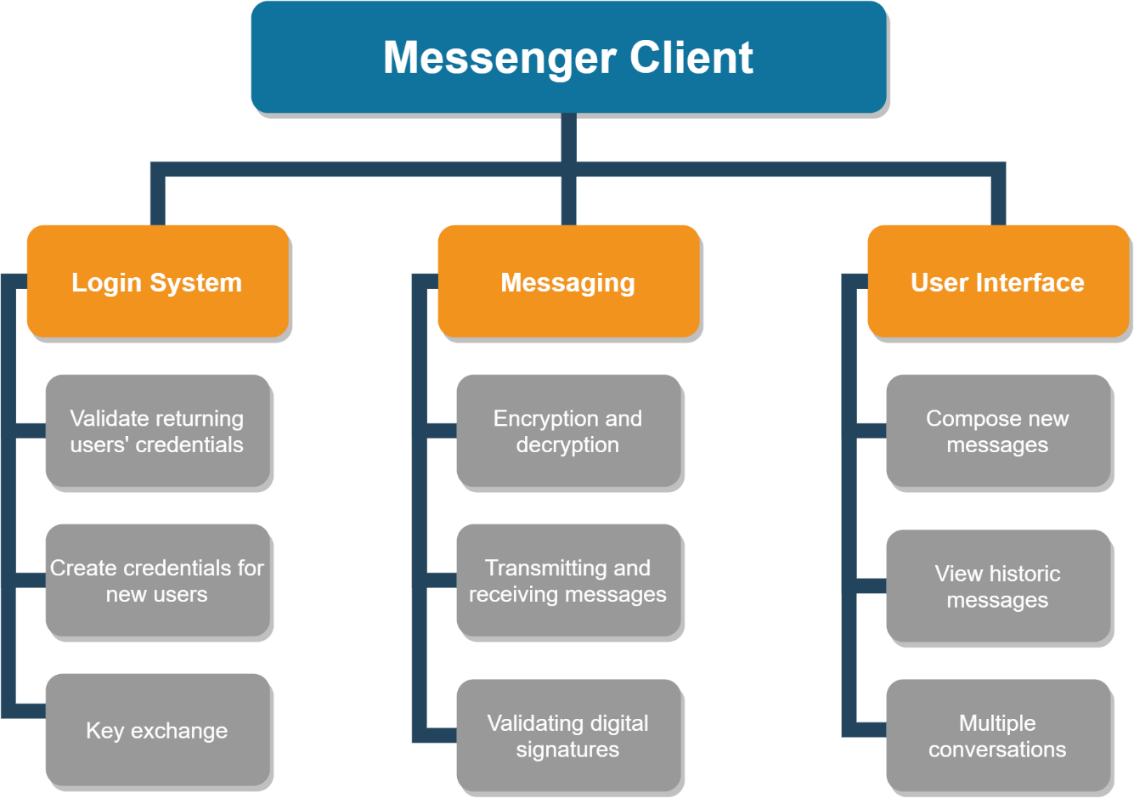 Messenger Client
Login System
Validate returning
users' credentials
Create credentials for
new users
Key exchange
Messaging
Encryption and
decryption
Transmitting and
receiving messages
Validating digital
signatures
User Interface
Compose new
messages
View historic
messages
Multiple
conversations